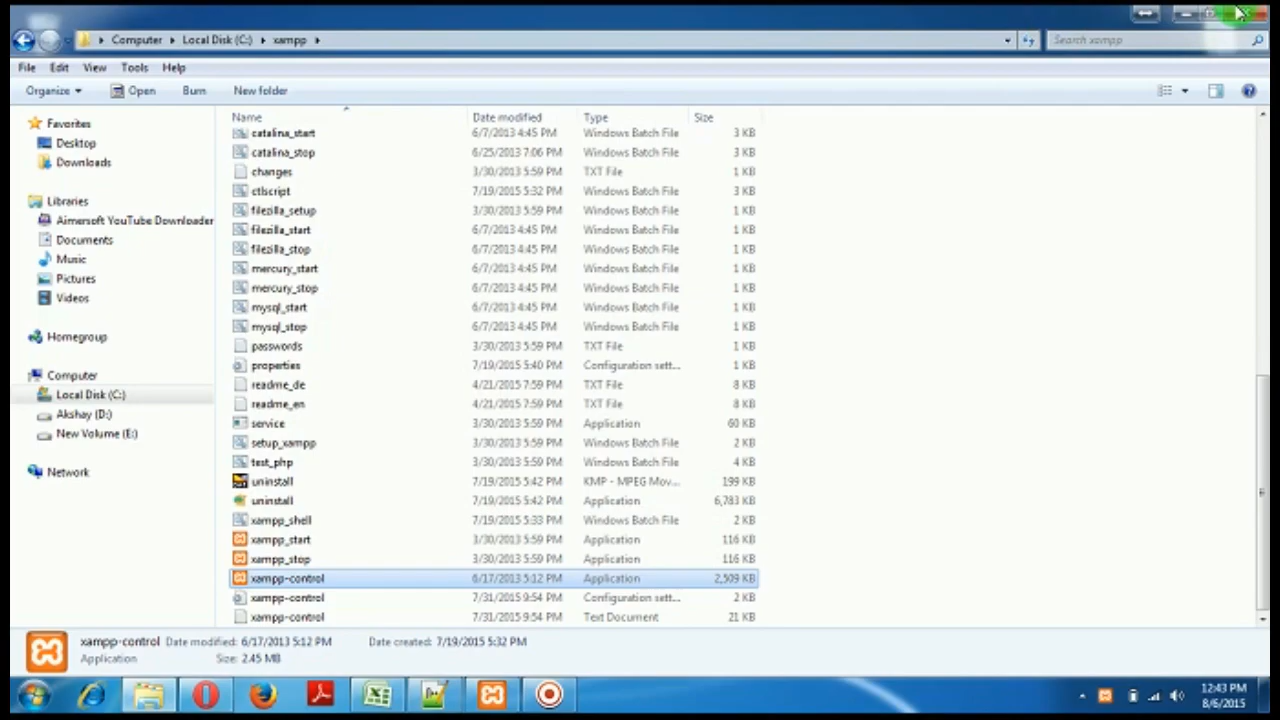 Computer Local Disk (C:) xampp Search xampp
File Edit View Tools Help
Organize Open Burn New folder
Favorites
Desktop
Downloads
Libraries
Aimersoft YouTube Downloader
Documents
Music
Pictures
Videos
Homegroup
Computer
Local Disk (C:)
Akshay (D:)
New Volume (E:)
Network
Name Date modified Type Size
catalina_start 6/7/2013 4:45 PM Windows Batch File 3 KB
catalina_stop 6/25/2013 7:06 PM Windows Batch File 3 KB
changes 3/30/2013 5:59 PM TXT File 1 KB
ctlscript 7/19/2015 5:32 PM Windows Batch File 3 KB
filezilla_setup 3/30/2013 5:59 PM Windows Batch File 1 KB
filezilla_start 6/7/2013 4:45 PM Windows Batch File 1 KB
filezilla_stop 6/7/2013 4:45 PM Windows Batch File 1 KB
mercury_start 6/7/2013 4:45 PM Windows Batch File 1 KB
mercury_stop 6/7/2013 4:45 PM Windows Batch File 1 KB
mysql_start 6/7/2013 4:45 PM Windows Batch File 1 KB
mysql_stop 6/7/2013 4:45 PM Windows Batch File 1 KB
passwords 3/30/2013 5:59 PM TXT File 1 KB
properties 7/19/2015 5:40 PM Configuration sett... 1 KB
readme_de 4/21/2015 7:59 PM TXT File 8 KB
readme_en 4/21/2015 7:59 PM TXT File 8 KB
service 3/30/2013 5:59 PM Application 60 KB
setup_xampp 3/30/2013 5:59 PM Windows Batch File 2 KB
test_php 3/30/2013 5:59 PM Windows Batch File 4 KB
uninstall 7/19/2015 5:42 PM KMP - MPEG Mov... 199 KB
uninstall 7/19/2015 5:42 PM Application 6,783 KB
xampp_shell 7/19/2015 5:33 PM Windows Batch File 2 KB
xampp_start 3/30/2013 5:59 PM Application 116 KB
xampp_stop 3/30/2013 5:59 PM Application 116 KB
xampp-control 6/17/2013 5:12 PM Application 2,509 KB
xampp-control 7/31/2015 9:54 PM Configuration sett... 2 KB
xampp-control 7/31/2015 9:54 PM Text Document 21 KB
xampp-control Date modified: 6/17/2013 5:12 PM Date created: 7/19/2015 5:32 PM
Application Size: 2.45 MB
12:43 PM
8/6/2015